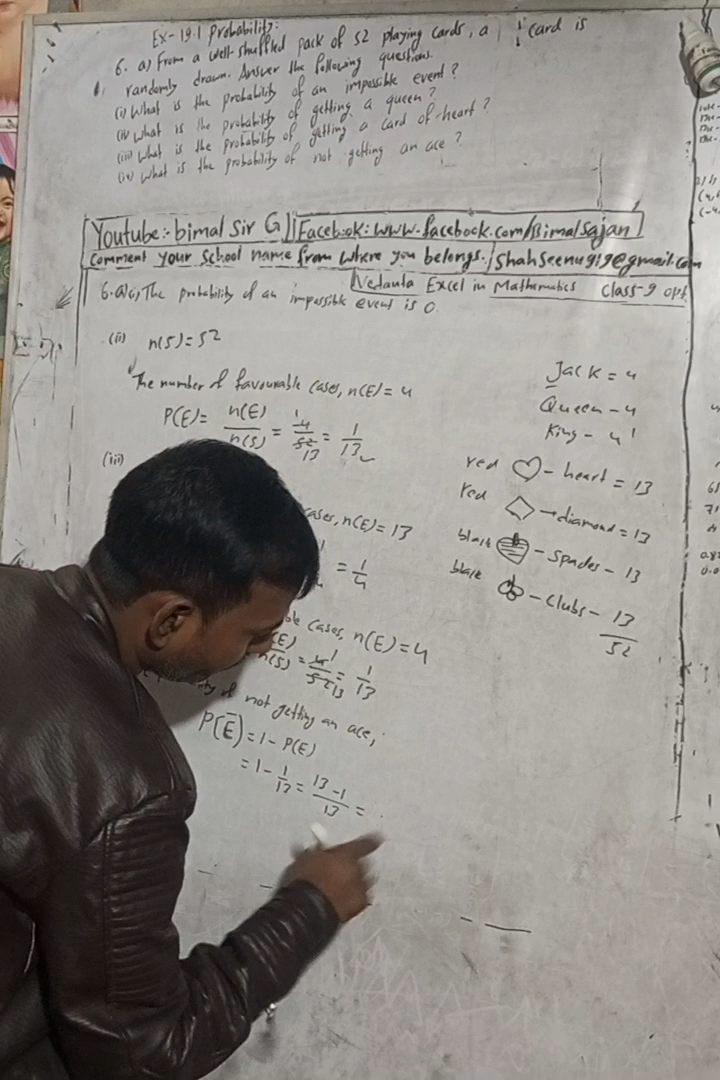 Ex-19.1 Probability:
6. a) From a well-shuffled pack of 52 playing cards, a 1 card is
randomly drawn. Answer the following questions.
(i) What is the probability of an impossible event?
(ii) What is the probability of getting a queen?
(iii) What is the probability of getting a card of heart?
(iv) What is the probability of not getting an ace?
Youtube:- bimal Sir G || Facebook: www.facebook.com/Bimalsajan
Comment your School name from where you belongs. / Shahseenug19@gmail.com
Vedanta Excel in Mathematics Class-9 opt.
6.a)(i) The probability of an impossible event is 0.
(ii) n(S) = 52
The number of favourable cases, n(E) = 4
P(E) = n(E)/n(S) = 4/52 = 1/13
(iii)
cases, n(E) = 13
= 1/4
cases, n(E) = 4
(E)/n(S) = 4/52 = 1/13
of not getting an ace,
P(E̅) = 1 - P(E)
= 1 - 1/13 = 13-1/13 =
Jack = 4
Queen - 4
King - 4
red ♡ - heart = 13
red ◇ - diamond = 13
black - Spades - 13
black - Clubs - 13
52